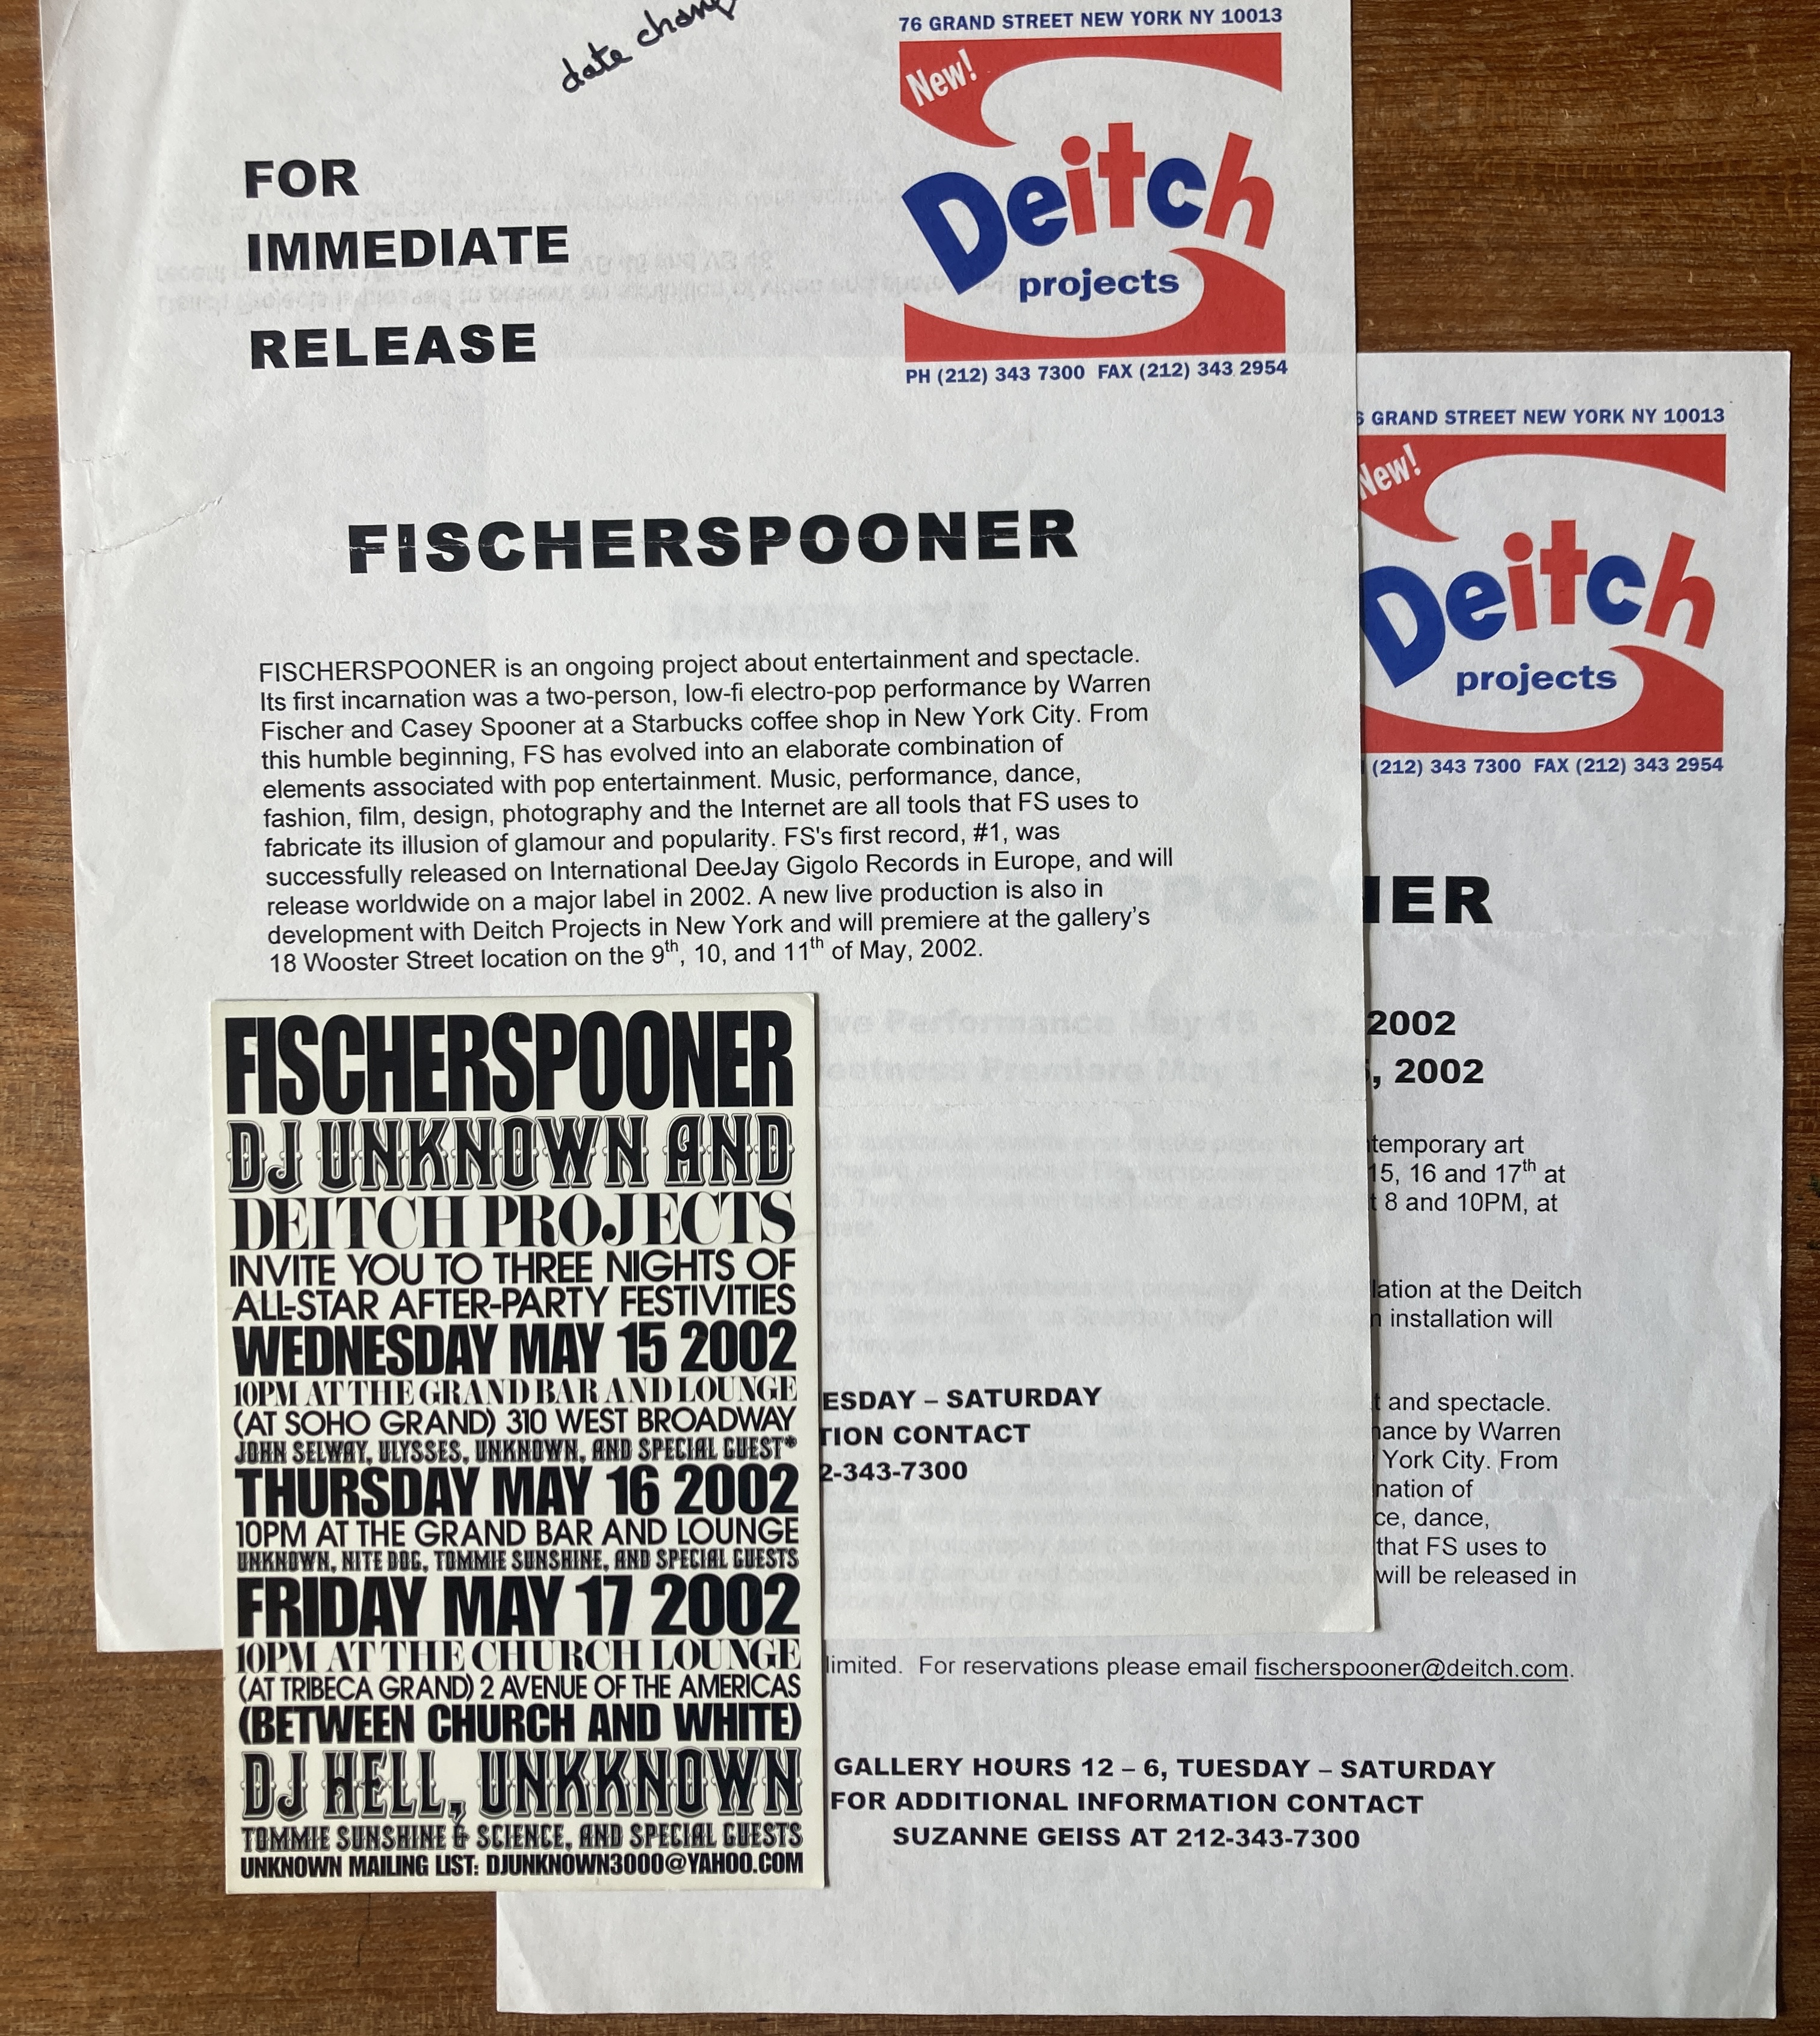 date
76 GRAND STREET NEW YORK NY 10013
New!
Deitch
projects
PH (212) 343 7300 FAX (212) 343 2954
FOR
IMMEDIATE
RELEASE
FISCHERSPOONER
FISCHERSPOONER is an ongoing project about entertainment and spectacle.
Its first incarnation was a two-person, low-fi electro-pop performance by Warren
Fischer and Casey Spooner at a Starbucks coffee shop in New York City. From
this humble beginning, FS has evolved into an elaborate combination of
elements associated with pop entertainment. Music, performance, dance,
fashion, film, design, photography and the Internet are all tools that FS uses to
fabricate its illusion of glamour and popularity. FS's first record, #1, was
successfully released on International DeeJay Gigolo Records in Europe, and will
release worldwide on a major label in 2002. A new live production is also in
development with Deitch Projects in New York and will premiere at the gallery's
18 Wooster Street location on the 9th, 10, and 11th of May, 2002.
ESDAY – SATURDAY
TION CONTACT
2-343-7300
FISCHERSPOONER
DJ UNKNOWN AND
DEITCH PROJECTS
INVITE YOU TO THREE NIGHTS OF
ALL-STAR AFTER-PARTY FESTIVITIES
WEDNESDAY MAY 15 2002
10PM AT THE GRAND BAR AND LOUNGE
(AT SOHO GRAND) 310 WEST BROADWAY
JOHN SELWAY, ULYSSES, UNKNOWN, AND SPECIAL GUEST*
THURSDAY MAY 16 2002
10PM AT THE GRAND BAR AND LOUNGE
UNKNOWN, NITE DOG, TOMMIE SUNSHINE, AND SPECIAL GUESTS
FRIDAY MAY 17 2002
10PM AT THE CHURCH LOUNGE
(AT TRIBECA GRAND) 2 AVENUE OF THE AMERICAS
(BETWEEN CHURCH AND WHITE)
DJ HELL, UNKKNOWN
TOMMIE SUNSHINE & SCIENCE, AND SPECIAL GUESTS
UNKNOWN MAILING LIST: DJUNKNOWN3000@YAHOO.COM
GRAND STREET NEW YORK NY 10013
New!
Deitch
projects
(212) 343 7300 FAX (212) 343 2954
IER
2002
, 2002
temporary art
15, 16 and 17th at
8 and 10PM, at
lation at the Deitch
installation will
and spectacle.
ance by Warren
York City. From
nation of
ce, dance,
that FS uses to
will be released in
limited. For reservations please email fischerspooner@deitch.com.
GALLERY HOURS 12 – 6, TUESDAY – SATURDAY
FOR ADDITIONAL INFORMATION CONTACT
SUZANNE GEISS AT 212-343-7300